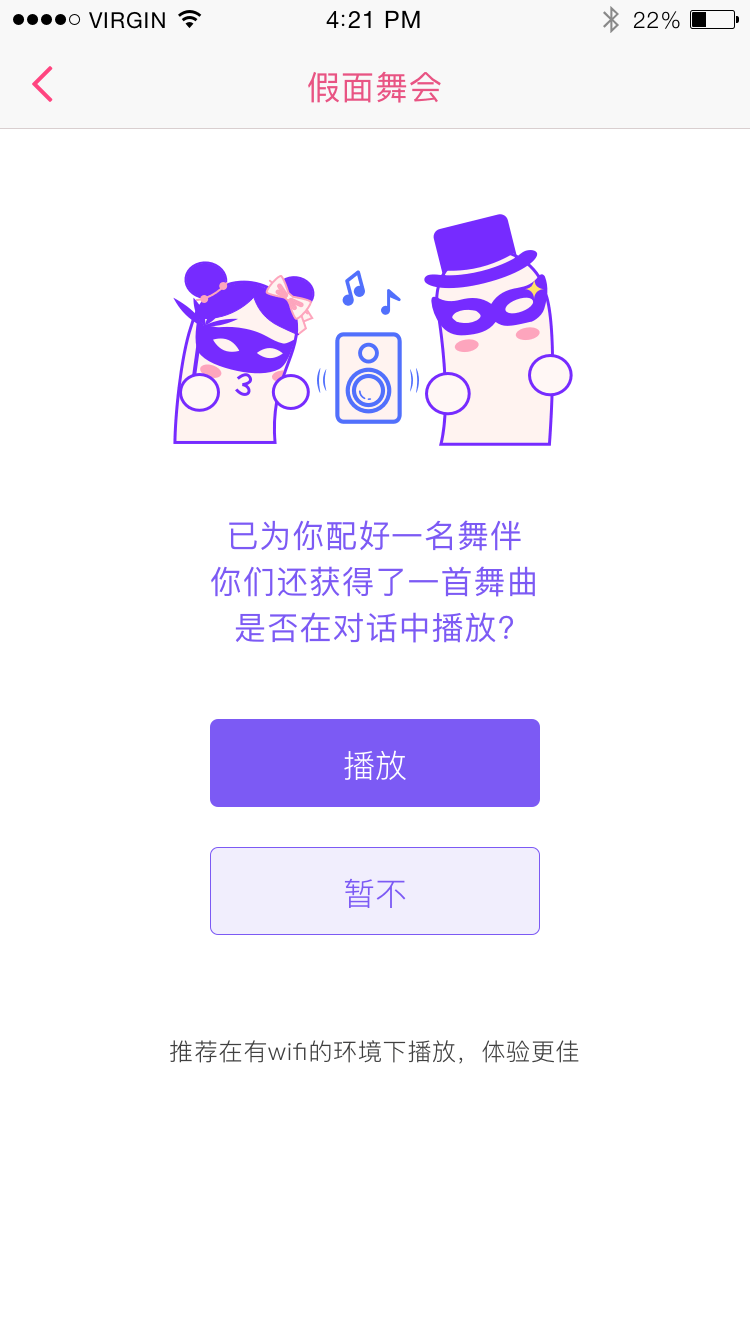 VIRGIN 4:21 PM 22%
假面舞会
已为你配好一名舞伴
你们还获得了一首舞曲
是否在对话中播放?
播放
暂不
推荐在有wifi的环境下播放，体验更佳